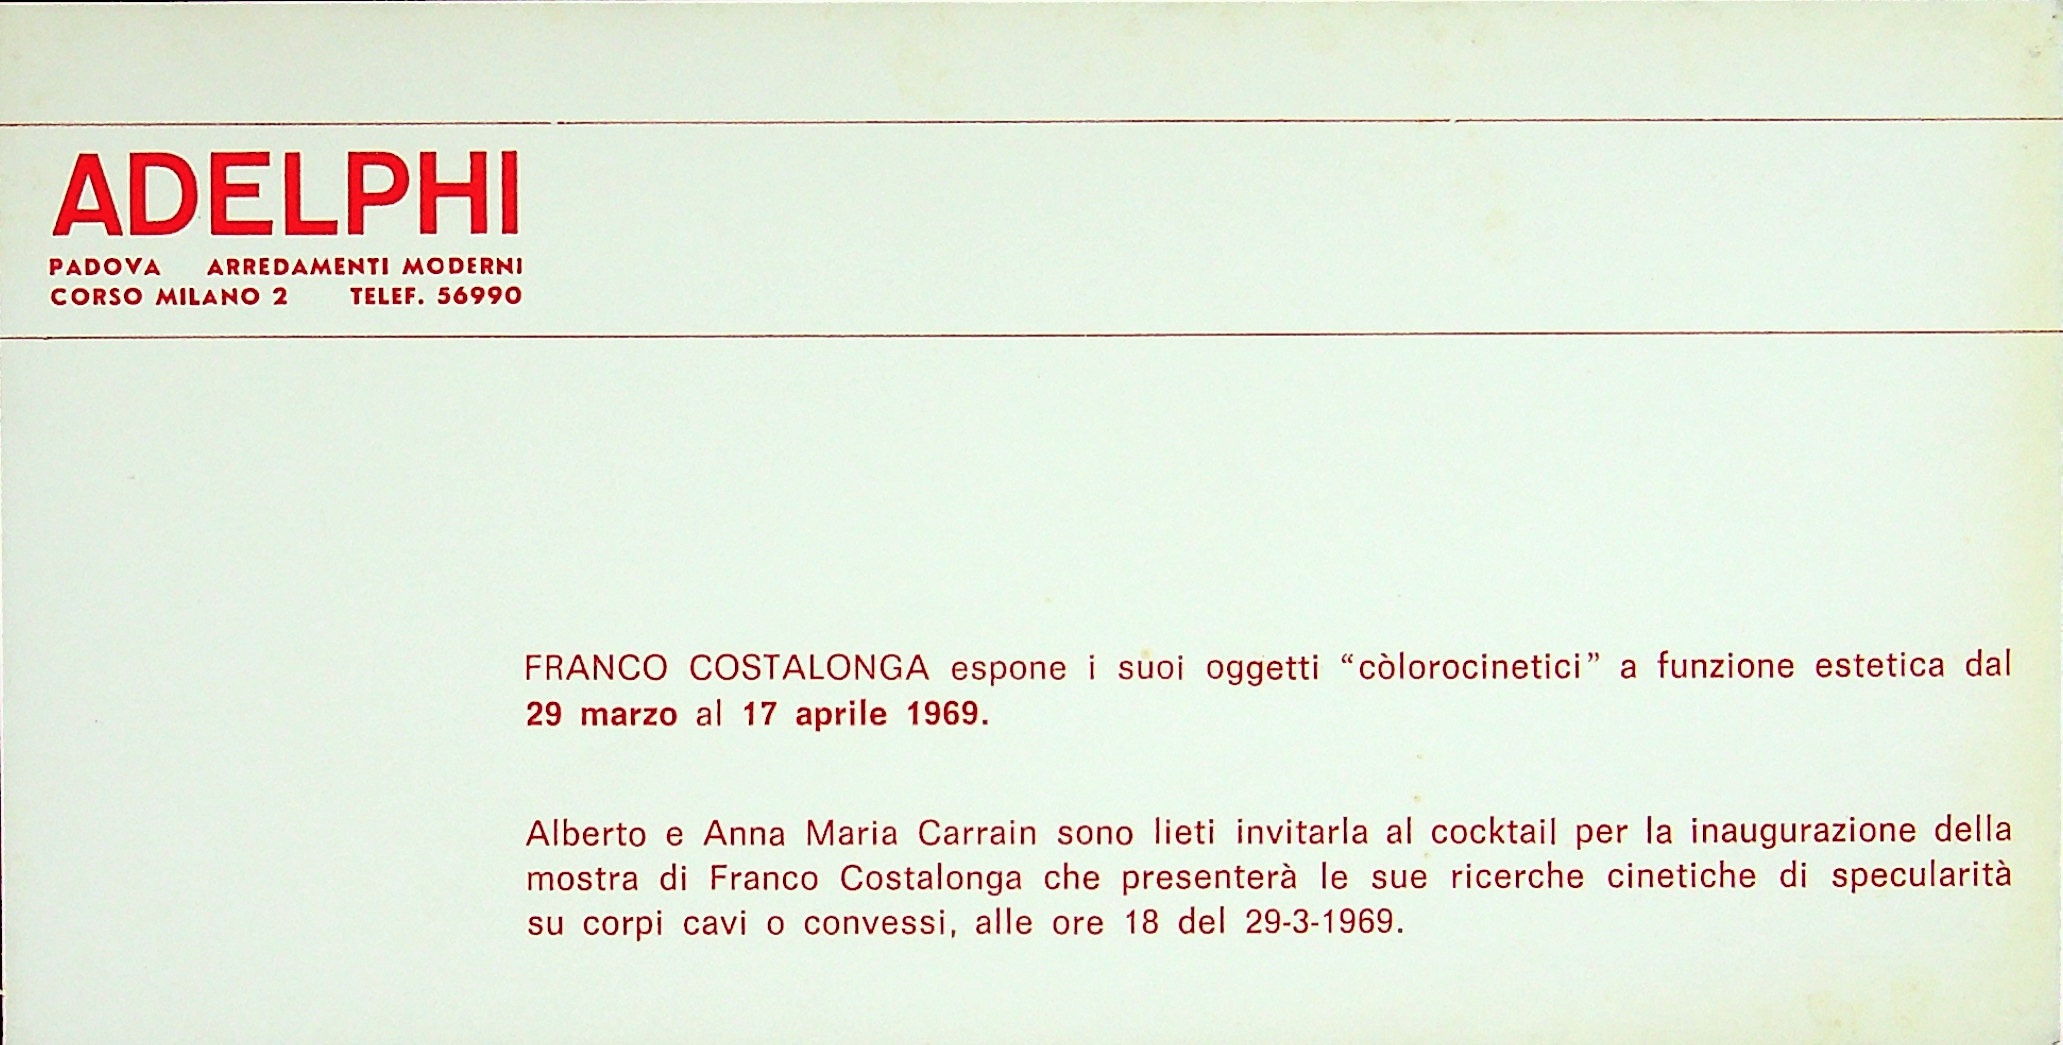 ADELPHI
PADOVA ARREDAMENTI MODERNI
CORSO MILANO 2 TELEF. 56990
FRANCO COSTALONGA espone i suoi oggetti “còlorocinetici” a funzione estetica dal
29 marzo al 17 aprile 1969.
Alberto e Anna Maria Carrain sono lieti invitarla al cocktail per la inaugurazione della
mostra di Franco Costalonga che presenterà le sue ricerche cinetiche di specularità
su corpi cavi o convessi, alle ore 18 del 29-3-1969.